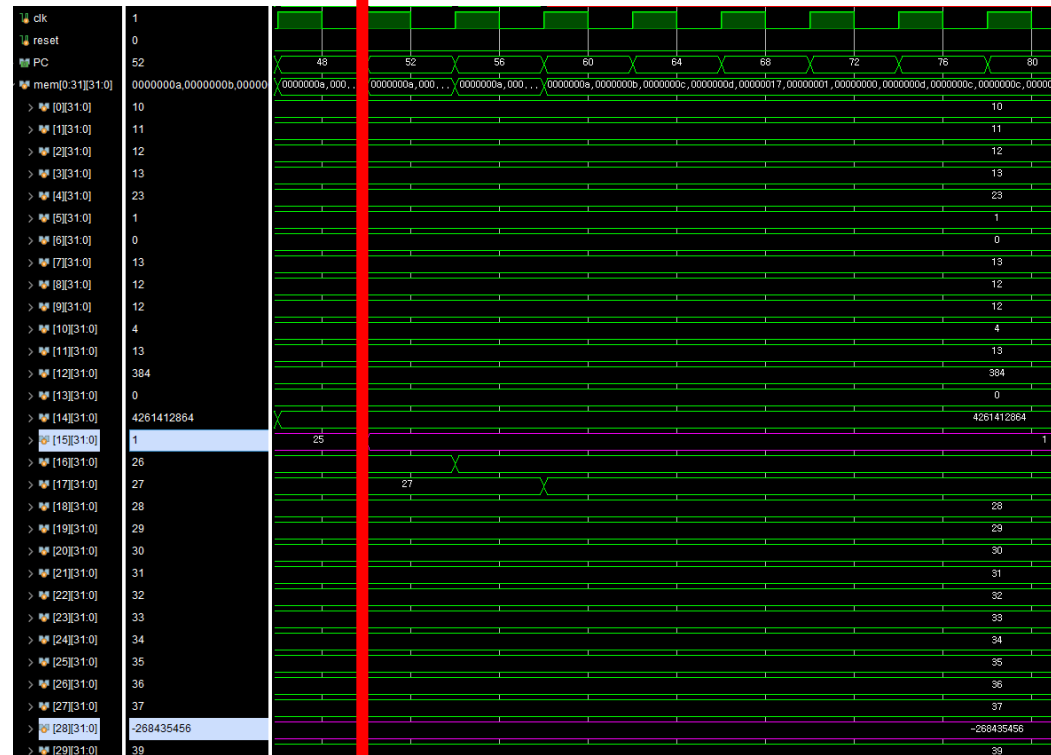 clk 1
reset 0
PC 52 48 52 56 60 64 68 72 76 80
mem[0:31][31:0] 0000000a,0000000b,00000 0000000a,000... 0000000a,000... 0000000a,000... 0000000a,0000000b,0000000c,0000000d,00000017,00000001,00000000,0000000d,0000000c,0000000c,00000
[0][31:0] 10 10
[1][31:0] 11 11
[2][31:0] 12 12
[3][31:0] 13 13
[4][31:0] 23 23
[5][31:0] 1 1
[6][31:0] 0 0
[7][31:0] 13 13
[8][31:0] 12 12
[9][31:0] 12 12
[10][31:0] 4 4
[11][31:0] 13 13
[12][31:0] 384 384
[13][31:0] 0 0
[14][31:0] 4261412864 4261412864
[15][31:0] 1 25 1
[16][31:0] 26
[17][31:0] 27 27
[18][31:0] 28 28
[19][31:0] 29 29
[20][31:0] 30 30
[21][31:0] 31 31
[22][31:0] 32 32
[23][31:0] 33 33
[24][31:0] 34 34
[25][31:0] 35 35
[26][31:0] 36 36
[27][31:0] 37 37
[28][31:0] -268435456 -268435456
[29][31:0] 39 39